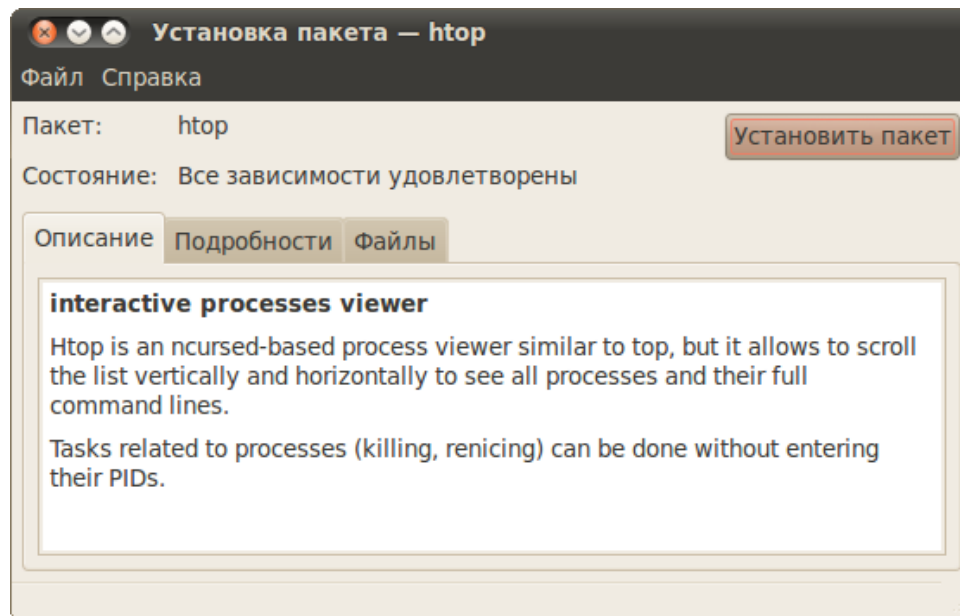 Установка пакета — htop
Файл Справка
Пакет: htop
Установить пакет
Состояние: Все зависимости удовлетворены
Описание Подробности Файлы
interactive processes viewer
Htop is an ncursed-based process viewer similar to top, but it allows to scroll
the list vertically and horizontally to see all processes and their full
command lines.
Tasks related to processes (killing, renicing) can be done without entering
their PIDs.